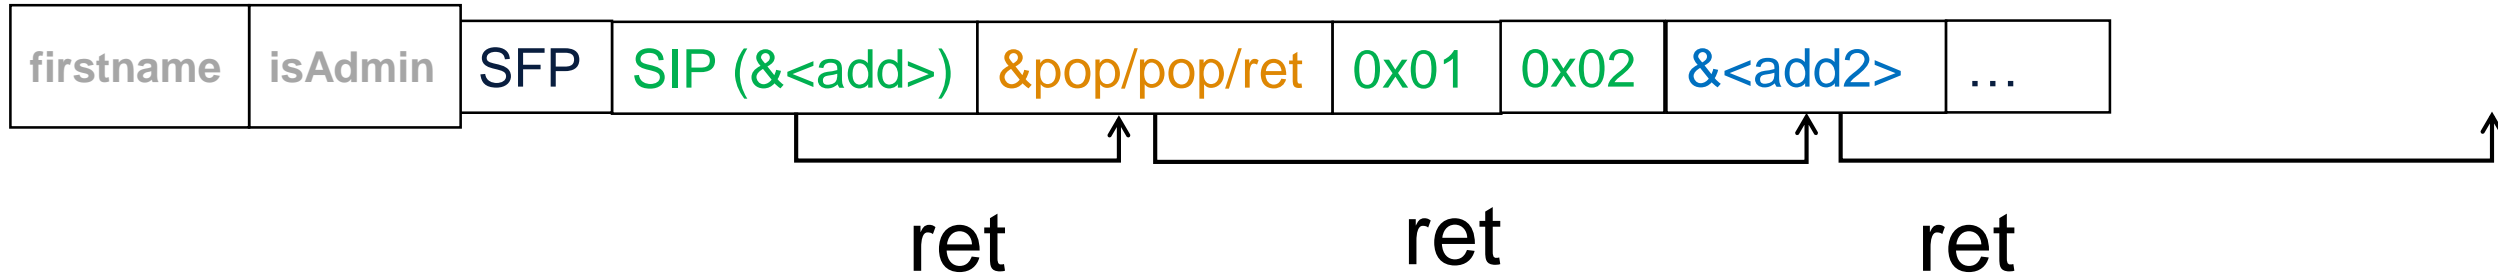 firstname isAdmin SFP SIP (&<add>) &pop/pop/ret 0x01 0x02 &<add2> ...
ret ret ret